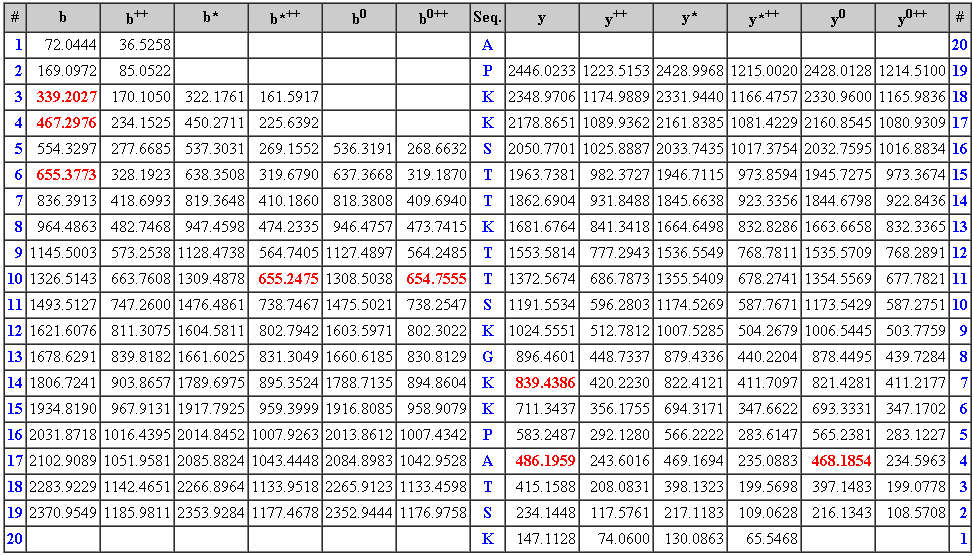 # b b++ b* b*++ b0 b0++ Seq. y y++ y* y*++ y0 y0++ #
1 72.0444 36.5258 A 20
2 169.0972 85.0522 P 2446.0233 1223.5153 2428.9968 1215.0020 2428.0128 1214.5100 19
3 339.2027 170.1050 322.1761 161.5917 K 2348.9706 1174.9889 2331.9440 1166.4757 2330.9600 1165.9836 18
4 467.2976 234.1525 450.2711 225.6392 K 2178.8651 1089.9362 2161.8385 1081.4229 2160.8545 1080.9309 17
5 554.3297 277.6685 537.3031 269.1552 536.3191 268.6632 S 2050.7701 1025.8887 2033.7435 1017.3754 2032.7595 1016.8834 16
6 655.3773 328.1923 638.3508 319.6790 637.3668 319.1870 T 1963.7381 982.3727 1946.7115 973.8594 1945.7275 973.3674 15
7 836.3913 418.6993 819.3648 410.1860 818.3808 409.6940 T 1862.6904 931.8488 1845.6638 923.3356 1844.6798 922.8436 14
8 964.4863 482.7468 947.4598 474.2335 946.4757 473.7415 K 1681.6764 841.3418 1664.6498 832.8286 1663.6658 832.3365 13
9 1145.5003 573.2538 1128.4738 564.7405 1127.4897 564.2485 T 1553.5814 777.2943 1536.5549 768.7811 1535.5709 768.2891 12
10 1326.5143 663.7608 1309.4878 655.2475 1308.5038 654.7555 T 1372.5674 686.7873 1355.5409 678.2741 1354.5569 677.7821 11
11 1493.5127 747.2600 1476.4861 738.7467 1475.5021 738.2547 S 1191.5534 596.2803 1174.5269 587.7671 1173.5429 587.2751 10
12 1621.6076 811.3075 1604.5811 802.7942 1603.5971 802.3022 K 1024.5551 512.7812 1007.5285 504.2679 1006.5445 503.7759 9
13 1678.6291 839.8182 1661.6025 831.3049 1660.6185 830.8129 G 896.4601 448.7337 879.4336 440.2204 878.4495 439.7284 8
14 1806.7241 903.8657 1789.6975 895.3524 1788.7135 894.8604 K 839.4386 420.2230 822.4121 411.7097 821.4281 411.2177 7
15 1934.8190 967.9131 1917.7925 959.3999 1916.8085 958.9079 K 711.3437 356.1755 694.3171 347.6622 693.3331 347.1702 6
16 2031.8718 1016.4395 2014.8452 1007.9263 2013.8612 1007.4342 P 583.2487 292.1280 566.2222 283.6147 565.2381 283.1227 5
17 2102.9089 1051.9581 2085.8824 1043.4448 2084.8983 1042.9528 A 486.1959 243.6016 469.1694 235.0883 468.1854 234.5963 4
18 2283.9229 1142.4651 2266.8964 1133.9518 2265.9123 1133.4598 T 415.1588 208.0831 398.1323 199.5698 397.1483 199.0778 3
19 2370.9549 1185.9811 2353.9284 1177.4678 2352.9444 1176.9758 S 234.1448 117.5761 217.1183 109.0628 216.1343 108.5708 2
20 K 147.1128 74.0600 130.0863 65.5468 1